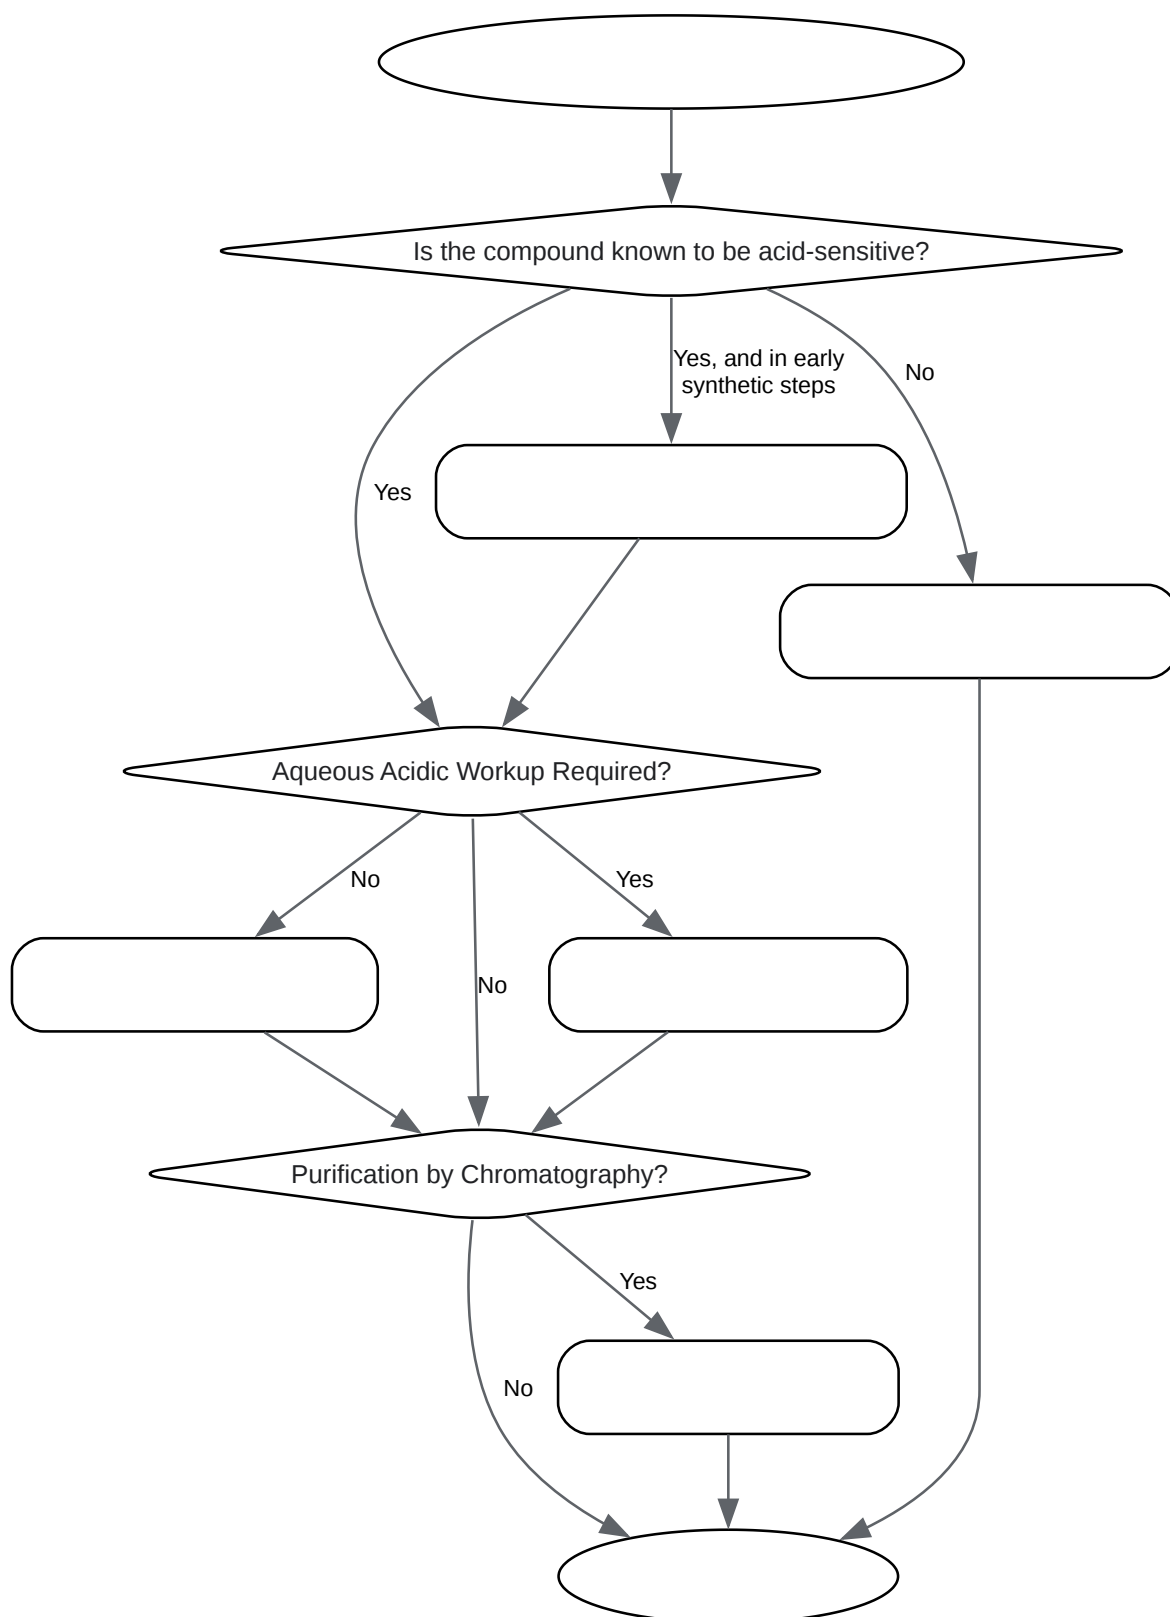 Is the compound known to be acid-sensitive?
Yes, and in early
synthetic steps
No
Yes
Aqueous Acidic Workup Required?
No
Yes
No
Purification by Chromatography?
Yes
No